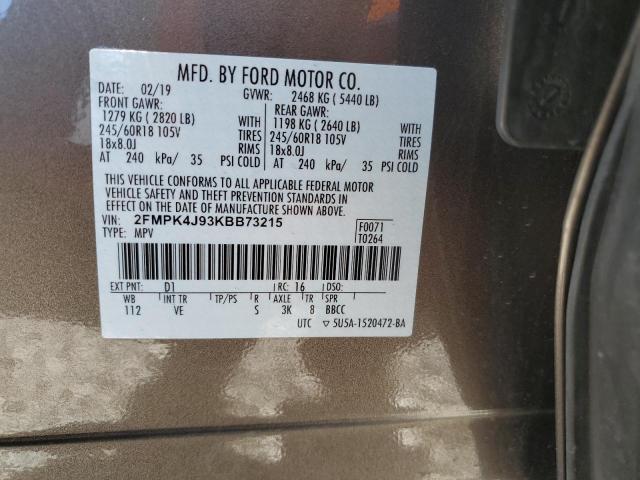 MFD. BY FORD MOTOR CO.
DATE: 02/19 GVWR: 2468 KG ( 5440 LB)
FRONT GAWR: REAR GAWR:
1279 KG ( 2820 LB) WITH 1198 KG ( 2640 LB) WITH
245/60R18 105V TIRES 245/60R18 105V TIRES
18x8.0J RIMS 18x8.0J RIMS
AT 240 kPa/ 35 PSI COLD AT 240 kPa/ 35 PSI COLD
THIS VEHICLE CONFORMS TO ALL APPLICABLE FEDERAL MOTOR
VEHICLE SAFETY AND THEFT PREVENTION STANDARDS IN
EFFECT ON THE DATE OF MANUFACTURE SHOWN ABOVE.
VIN: 2FMPK4J93KBB73215 F0071
TYPE: MPV T0264
EXT PNT: D1 RC: 16 DSO:
WB INT TR TP/PS R AXLE TR SPR
112 VE S 3K 8 BBCC
UTC 5U5A-1520472-BA